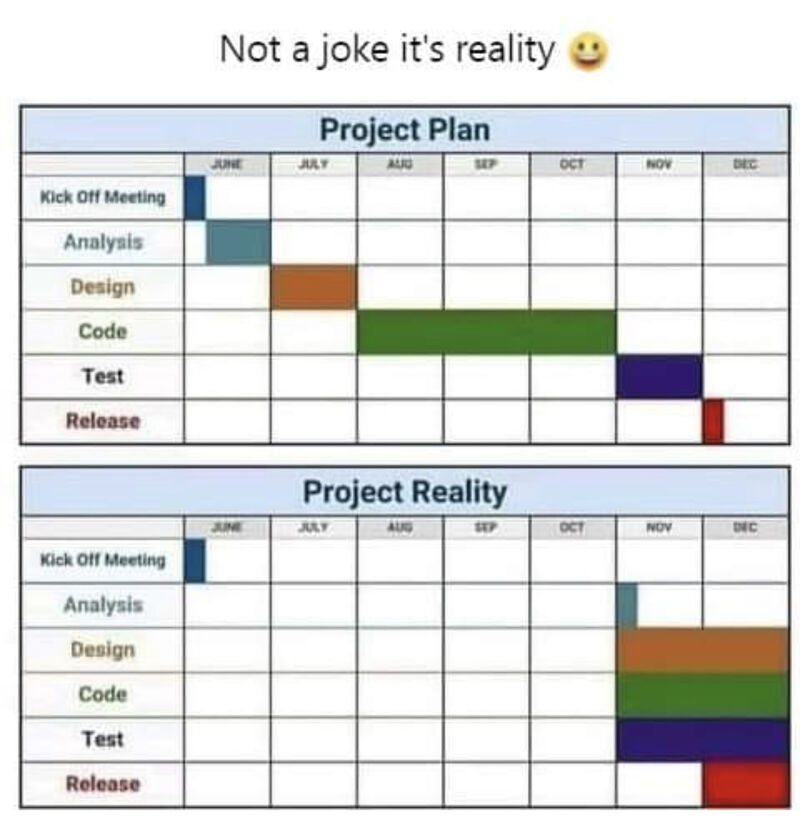 Not a joke it's reality 😀
Project Plan
JUNE JULY AUG SEP OCT NOV DEC
Kick Off Meeting
Analysis
Design
Code
Test
Release
Project Reality
JUNE JULY AUG SEP OCT NOV DEC
Kick Off Meeting
Analysis
Design
Code
Test
Release